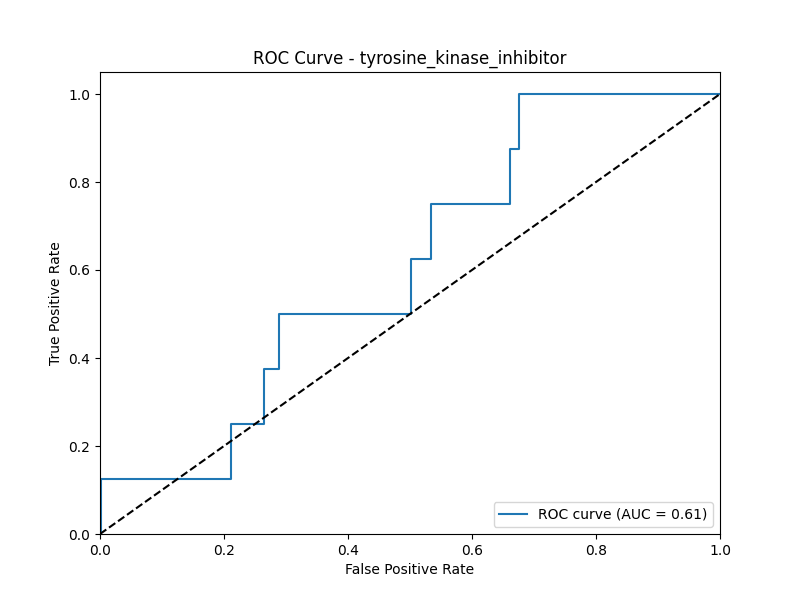 ROC Curve - tyrosine_kinase_inhibitor
True Positive Rate
1.0
0.8
0.6
0.4
0.2
0.0
ROC curve (AUC = 0.61)
0.0 0.2 0.4 0.6 0.8 1.0
False Positive Rate